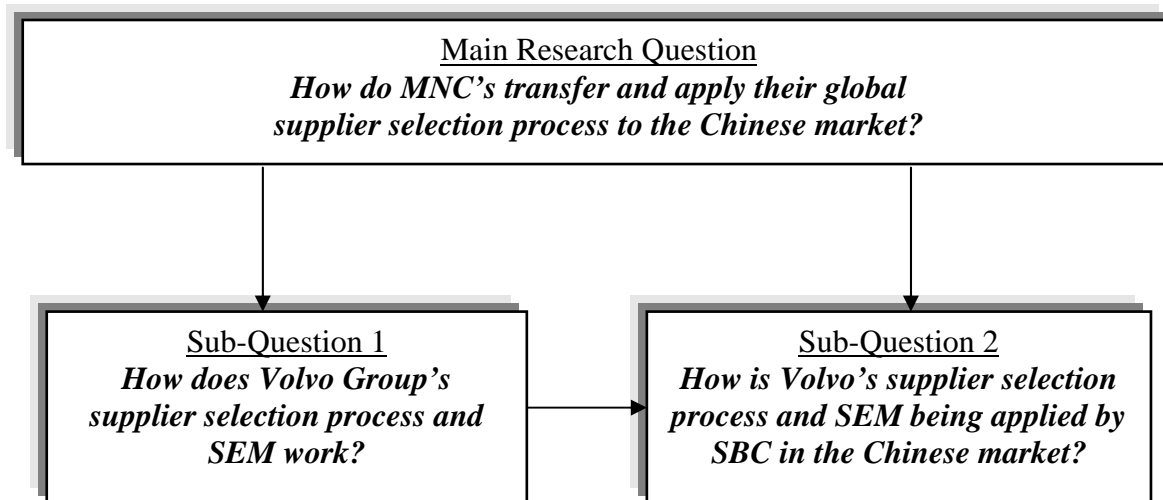 Main Research Question
How do MNC's transfer and apply their global
supplier selection process to the Chinese market?
Sub-Question 1
How does Volvo Group's
supplier selection process and
SEM work?
Sub-Question 2
How is Volvo's supplier selection
process and SEM being applied by
SBC in the Chinese market?